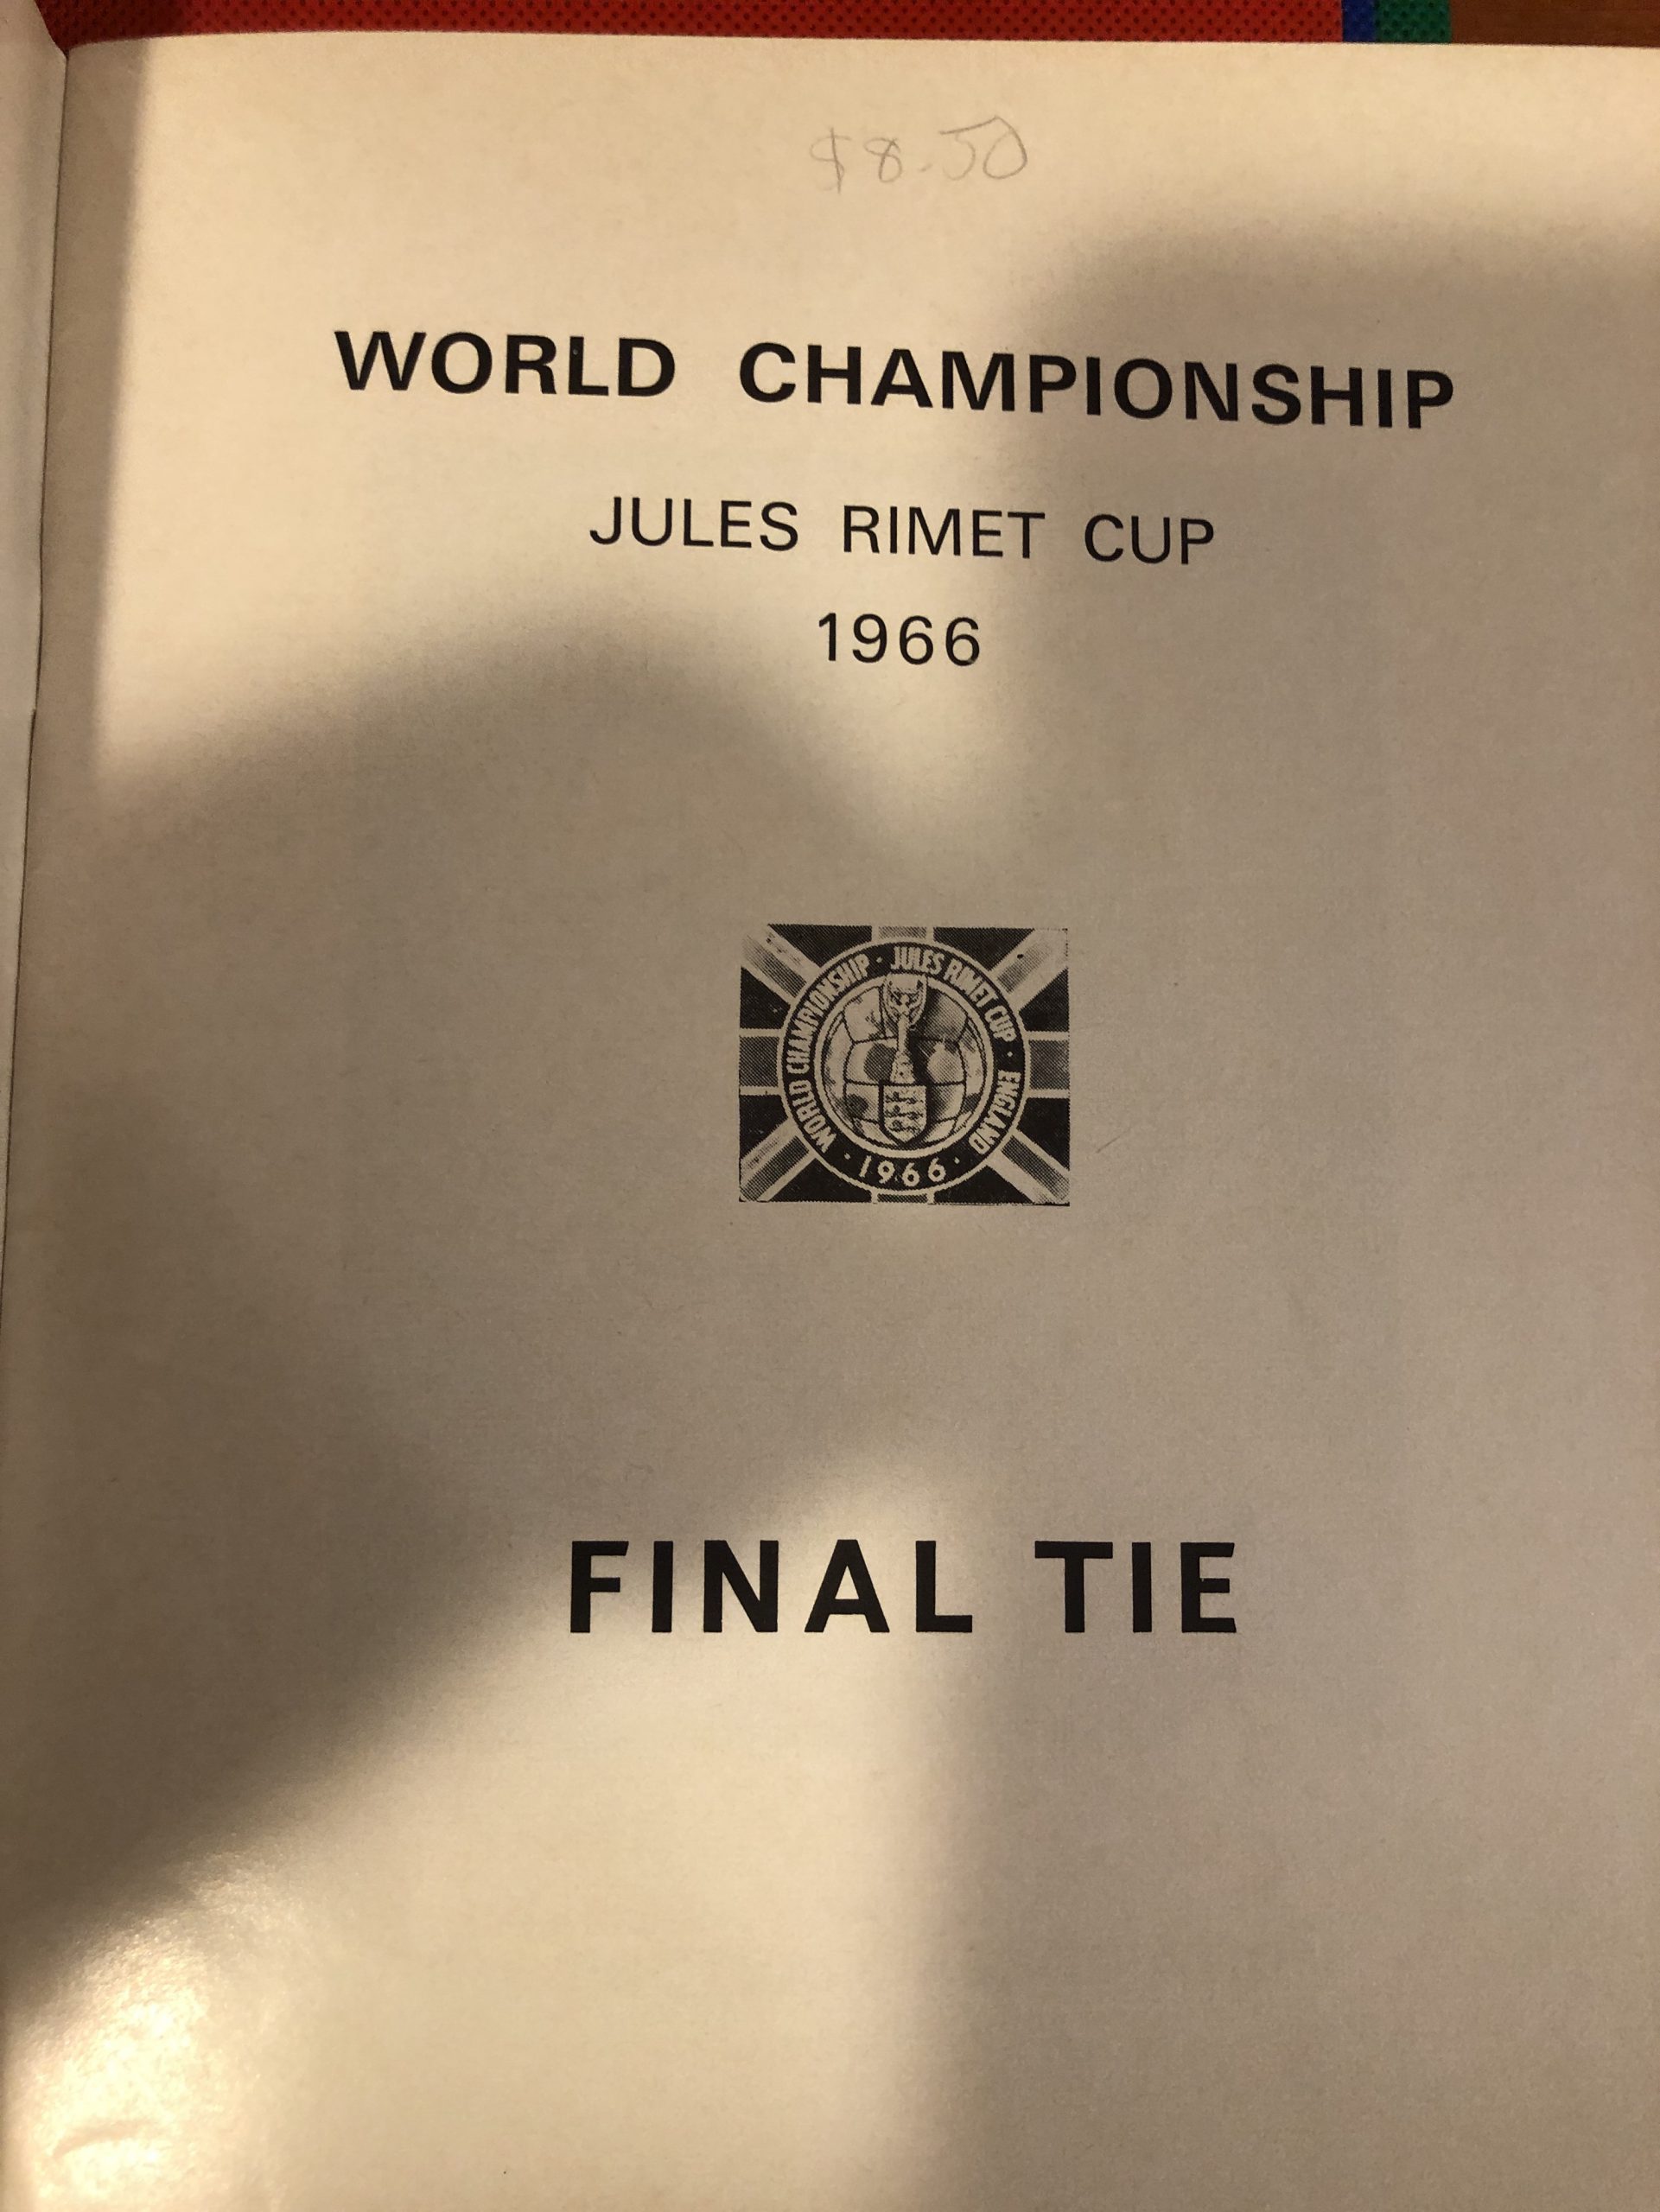 $8.50
WORLD CHAMPIONSHIP
JULES RIMET CUP
1966
WORLD CHAMPIONSHIP · JULES RIMET CUP · ENGLAND
· 1966 ·
FINAL TIE